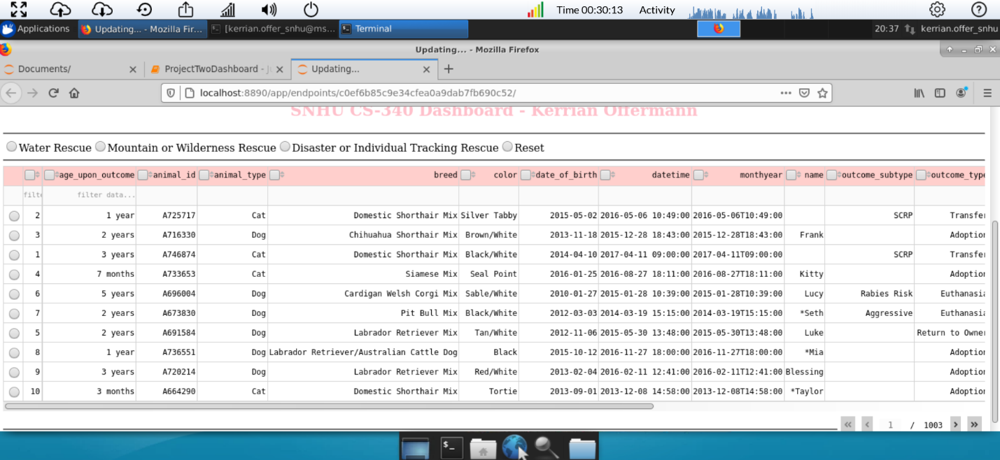 Time 00:30:13 Activity
Applications Updating... - Mozilla Fir... [kerrian.offer_snhu@ms... Terminal 20:37 kerrian.offer_snhu
Updating... - Mozilla Firefox
Documents/ ProjectTwoDashboard - Updating...
localhost:8890/app/endpoints/c0ef6b85c9e34cfea0a9dab7fb690c52/
SNHU CS-340 Dashboard - Kerrian Offermann
Water Rescue Mountain or Wilderness Rescue Disaster or Individual Tracking Rescue Reset
age_upon_outcome animal_id animal_type breed color date_of_birth datetime monthyear name outcome_subtype outcome_type
filte filter data...
2 1 year A725717 Cat Domestic Shorthair Mix Silver Tabby 2015-05-02 2016-05-06 10:49:00 2016-05-06T10:49:00 SCRP Transfer
3 2 years A716330 Dog Chihuahua Shorthair Mix Brown/White 2013-11-18 2015-12-28 18:43:00 2015-12-28T18:43:00 Frank Adoption
1 3 years A746874 Cat Domestic Shorthair Mix Black/White 2014-04-10 2017-04-11 09:00:00 2017-04-11T09:00:00 SCRP Transfer
4 7 months A733653 Cat Siamese Mix Seal Point 2016-01-25 2016-08-27 18:11:00 2016-08-27T18:11:00 Kitty Adoption
6 5 years A696004 Dog Cardigan Welsh Corgi Mix Sable/White 2010-01-27 2015-01-28 10:39:00 2015-01-28T10:39:00 Lucy Rabies Risk Euthanasia
7 2 years A673830 Dog Pit Bull Mix Black/White 2012-03-03 2014-03-19 15:15:00 2014-03-19T15:15:00 *Seth Aggressive Euthanasia
5 2 years A691584 Dog Labrador Retriever Mix Tan/White 2012-11-06 2015-05-30 13:48:00 2015-05-30T13:48:00 Luke Return to Owner
8 1 year A736551 Dog Labrador Retriever/Australian Cattle Dog Black 2015-10-12 2016-11-27 18:00:00 2016-11-27T18:00:00 *Mia Adoption
9 3 years A720214 Dog Labrador Retriever Mix Red/White 2013-02-04 2016-02-11 12:41:00 2016-02-11T12:41:00 Blessing Adoption
10 3 months A664290 Cat Domestic Shorthair Mix Tortie 2013-09-01 2013-12-08 14:58:00 2013-12-08T14:58:00 *Taylor Adoption
1 / 1003